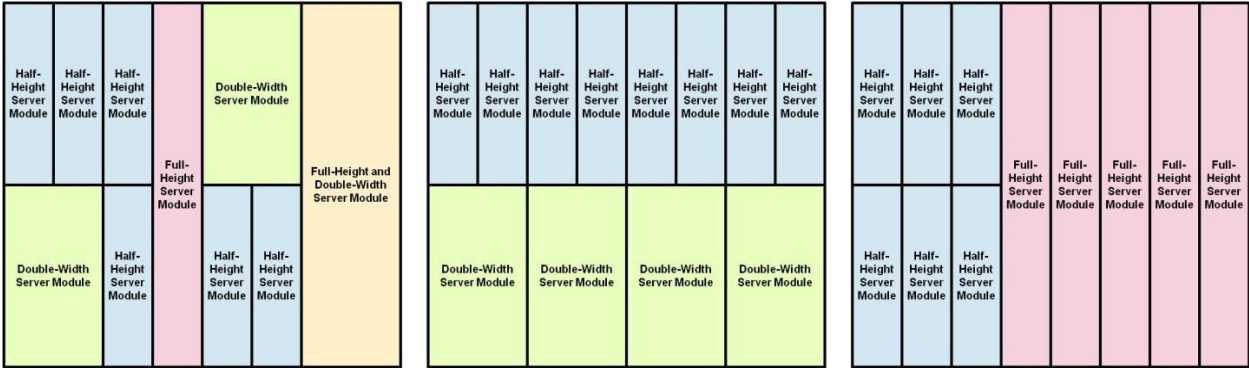 Half-
Height
Server
Module
Half-
Height
Server
Module
Half-
Height
Server
Module
Full-
Height
Server
Module
Double-Width
Server Module
Full-Height and
Double-Width
Server Module
Double-Width
Server Module
Half-
Height
Server
Module
Half-
Height
Server
Module
Half-
Height
Server
Module
Half-
Height
Server
Module
Half-
Height
Server
Module
Half-
Height
Server
Module
Half-
Height
Server
Module
Half-
Height
Server
Module
Half-
Height
Server
Module
Half-
Height
Server
Module
Half-
Height
Server
Module
Double-Width
Server Module
Double-Width
Server Module
Double-Width
Server Module
Double-Width
Server Module
Half-
Height
Server
Module
Half-
Height
Server
Module
Half-
Height
Server
Module
Full-
Height
Server
Module
Full-
Height
Server
Module
Full-
Height
Server
Module
Full-
Height
Server
Module
Full-
Height
Server
Module
Half-
Height
Server
Module
Half-
Height
Server
Module
Half-
Height
Server
Module